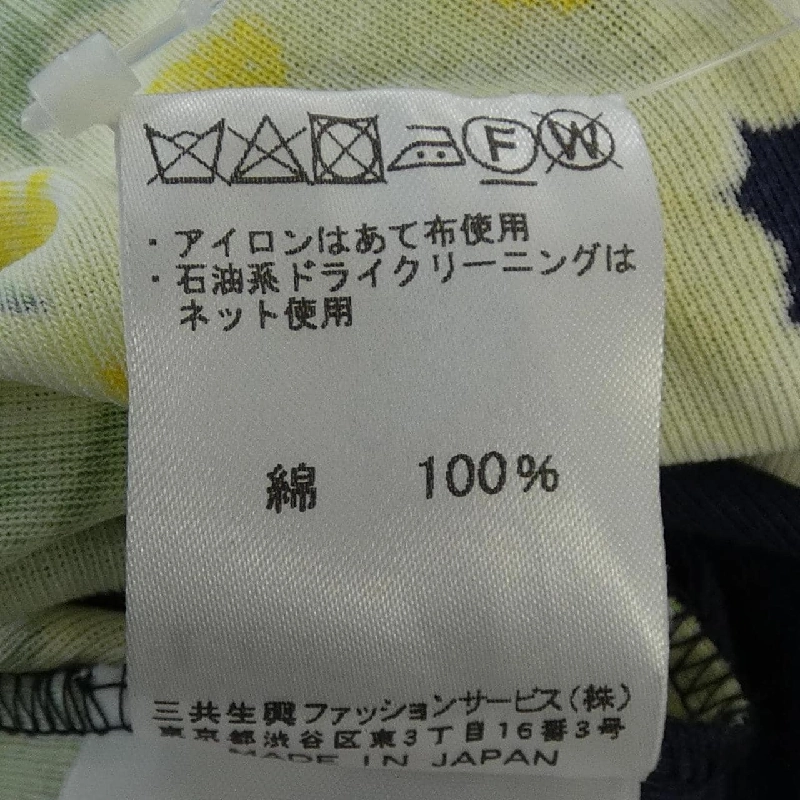 F W
・アイロンはあて布使用
・石油系ドライクリーニングは
ネット使用
綿 100%
三共生興ファッションサービス(株)
東京都渋谷区東3丁目16番3号
MADE IN JAPAN